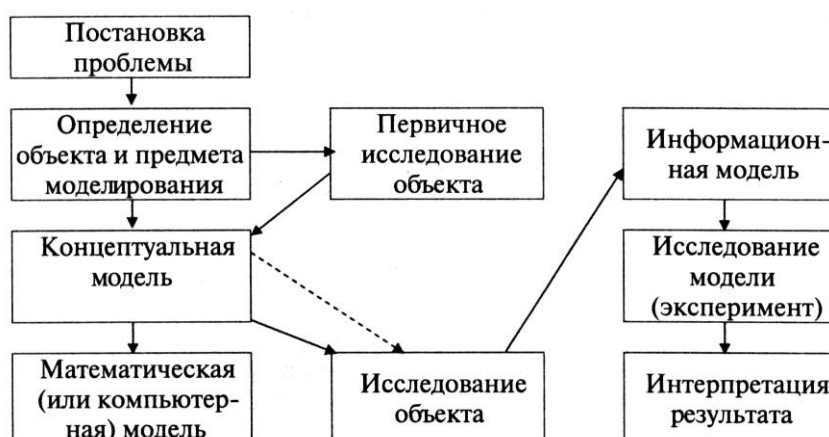 Постановка
проблемы
Определение
объекта и предмета
моделирования
Первичное
исследование
объекта
Информацион-
ная модель
Концептуальная
модель
Исследование
модели
(эксперимент)
Математическая
(или компьютер-
ная) модель
Исследование
объекта
Интерпретация
результата